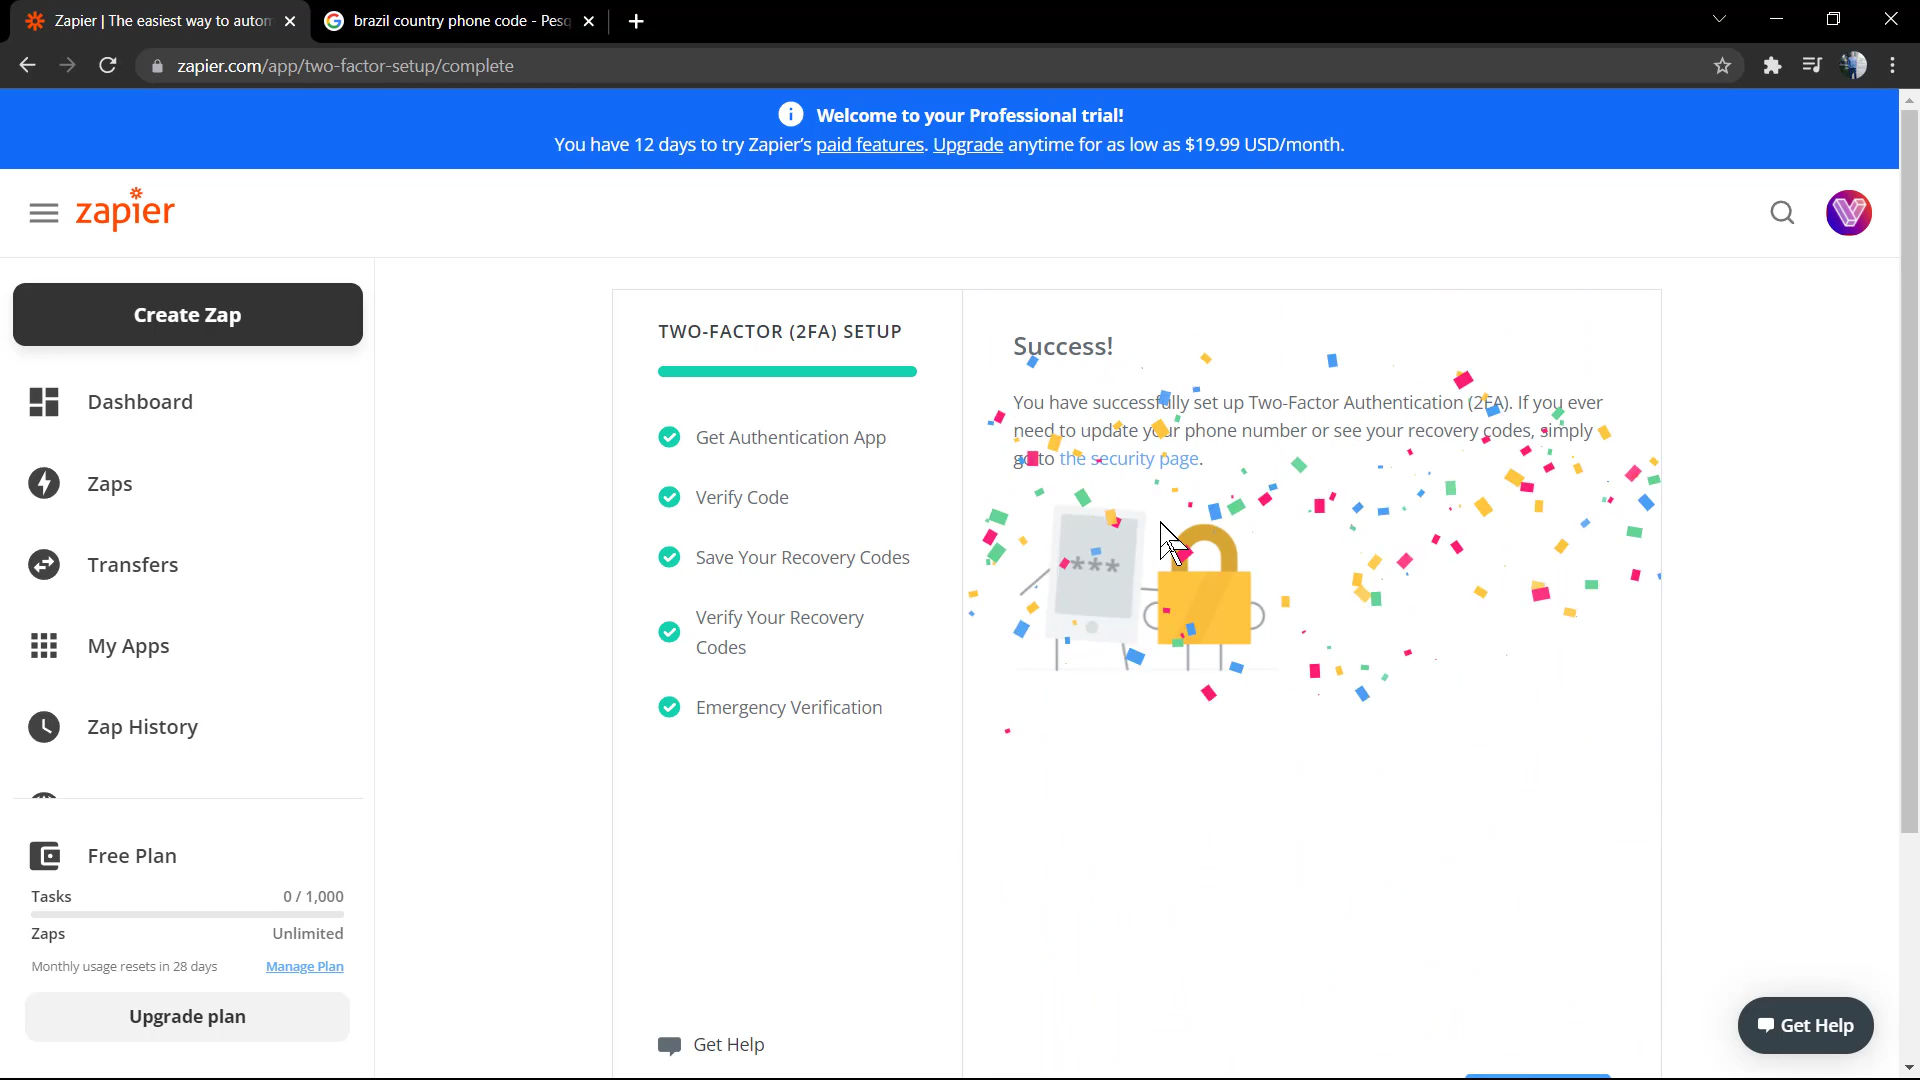 Zapier | The easiest way to autom
brazil country phone code - Pesq
zapier.com/app/two-factor-setup/complete
Welcome to your Professional trial!
You have 12 days to try Zapier's paid features. Upgrade anytime for as low as $19.99 USD/month.
zapier
Create Zap
Dashboard
Zaps
Transfers
My Apps
Zap History
Free Plan
Tasks 0 / 1,000
Zaps Unlimited
Monthly usage resets in 28 days Manage Plan
Upgrade plan
TWO-FACTOR (2FA) SETUP
Get Authentication App
Verify Code
Save Your Recovery Codes
Verify Your Recovery
Codes
Emergency Verification
Get Help
Success!
You have successfully set up Two-Factor Authentication (2FA). If you ever
need to update your phone number or see your recovery codes, simply
go to the security page.
***
Get Help